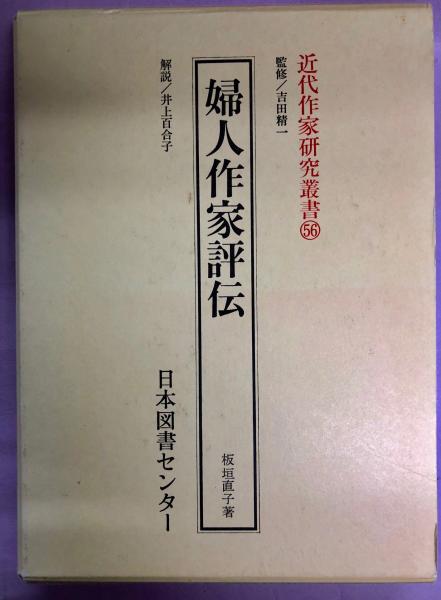 近代作家研究叢書㊻
監修／吉田精一
婦人作家評伝
板垣直子著
解説／井上百合子
日本図書センター